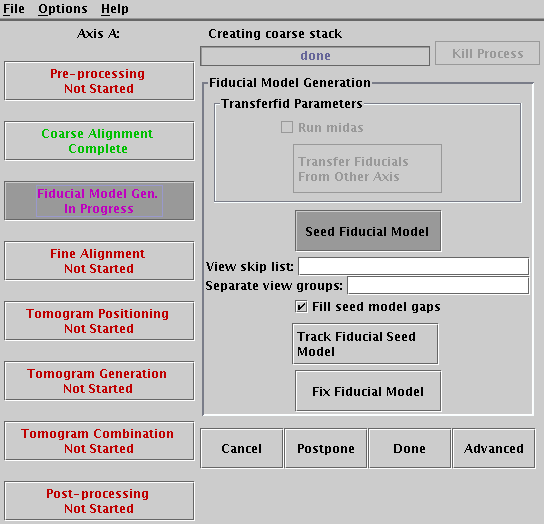 File Options Help
Axis A:
Creating coarse stack
done
Kill Process
Pre-processing
Not Started
Coarse Alignment
Complete
Fiducial Model Gen.
In Progress
Fine Alignment
Not Started
Tomogram Positioning
Not Started
Tomogram Generation
Not Started
Tomogram Combination
Not Started
Post-processing
Not Started
Fiducial Model Generation
Transferfid Parameters
Run midas
Transfer Fiducials
From Other Axis
Seed Fiducial Model
View skip list:
Separate view groups:
Fill seed model gaps
Track Fiducial Seed
Model
Fix Fiducial Model
Cancel Postpone Done Advanced